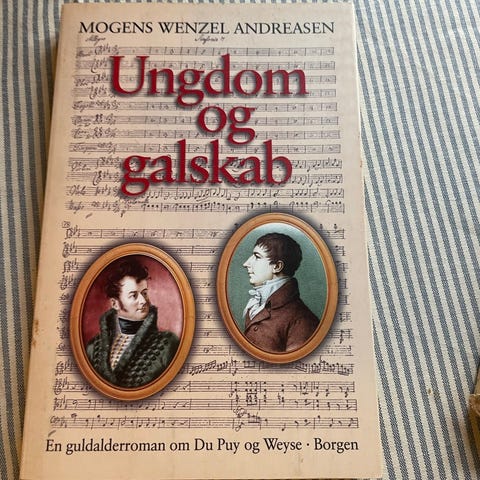 MOGENS WENZEL ANDREASEN
Ungdom
og
galskab
En guldalderroman om Du Puy og Weyse · Borgen